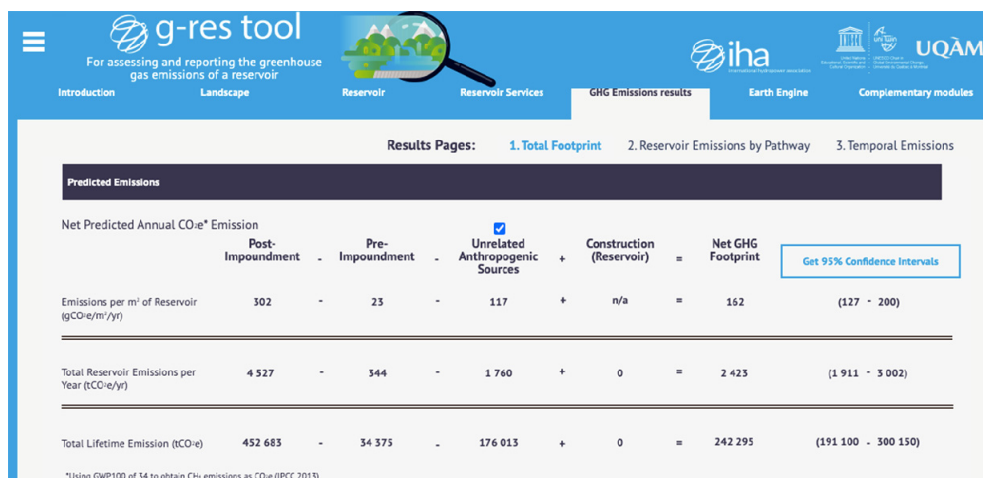 g-res tool
For assessing and reporting the greenhouse
gas emissions of a reservoir
iha
international hydropower association
UQÀM
Introduction Landscape Reservoir Reservoir Services GHG Emissions results Earth Engine Complementary modules
Results Pages: 1. Total Footprint 2. Reservoir Emissions by Pathway 3. Temporal Emissions
Predicted Emissions
Net Predicted Annual CO2e* Emission
Post-Impoundment - Pre-Impoundment - Unrelated Anthropogenic Sources + Construction (Reservoir) = Net GHG Footprint Get 95% Confidence Intervals
Emissions per m² of Reservoir (gCO2e/m²/yr) 302 - 23 - 117 + n/a = 162 (127 - 200)
Total Reservoir Emissions per Year (tCO2e/yr) 4 527 - 344 - 1 760 + 0 = 2 423 (1 911 - 3 002)
Total Lifetime Emission (tCO2e) 452 683 - 34 375 - 176 013 + 0 = 242 295 (191 100 - 300 150)
*Using GWP100 of 34 to obtain CH4 emissions as CO2e (IPCC 2013)